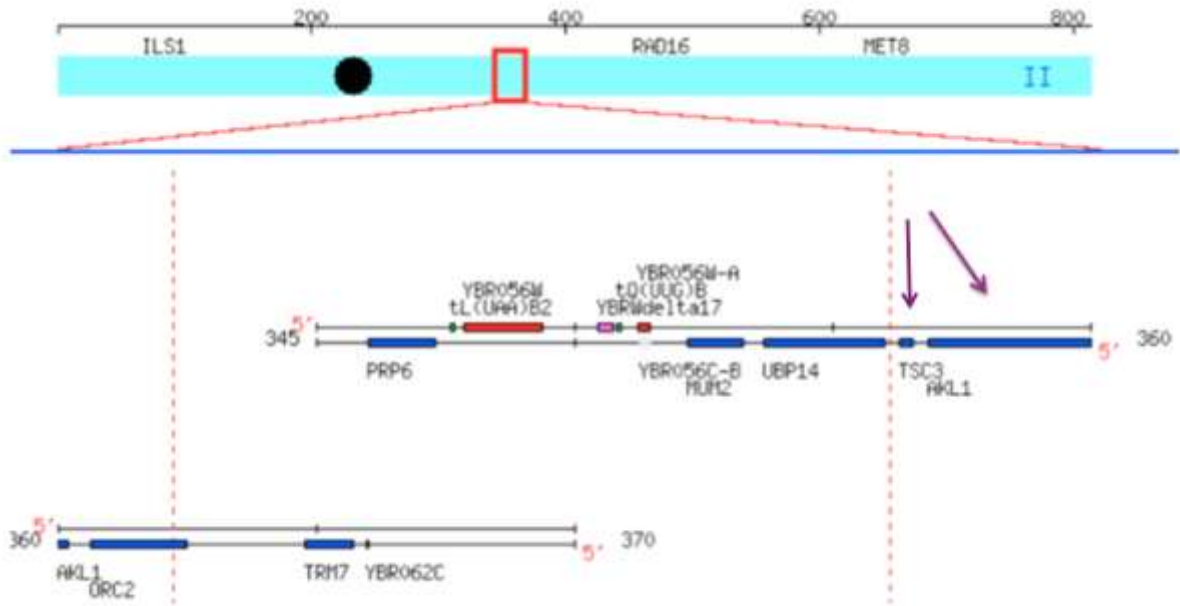 200 400 600 800
ILS1 RAD16 MET8
II
YBR056W-A
YBR056W tQ(UUG)B
tL(UAA)B2 YBRWdelta17
5'
345 5' 360
PRP6 YBR056C-B UBP14 TSC3
MUM2 AKL1
5'
360 5' 370
AKL1 TRM7 YBR062C
ORC2